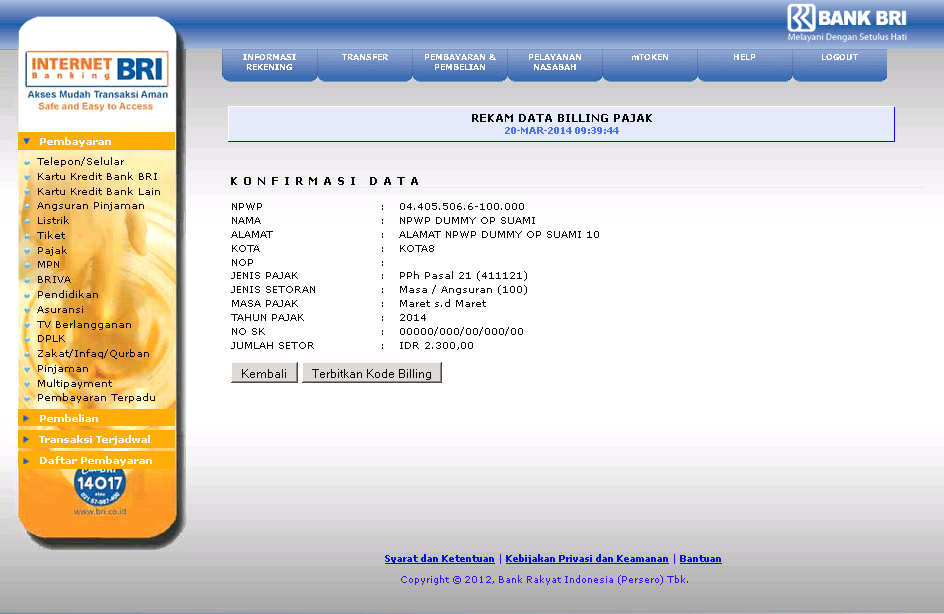 BANK BRI
Melayani Dengan Setulus Hati
INTERNET
Banking BRI
Akses Mudah Transaksi Aman
Safe and Easy to Access
INFORMASI REKENING
TRANSFER
PEMBAYARAN & PEMBELIAN
PELAYANAN NASABAH
mTOKEN
HELP
LOGOUT
Pembayaran
Telepon/Selular
Kartu Kredit Bank BRI
Kartu Kredit Bank Lain
Angsuran Pinjaman
Listrik
Tiket
Pajak
MPN
BRIVA
Pendidikan
Asuransi
TV Berlangganan
DPLK
Zakat/Infaq/Qurban
Pinjaman
Multipayment
Pembayaran Terpadu
Pembelian
Transaksi Terjadwal
Daftar Pembayaran
14017
www.bri.co.id
REKAM DATA BILLING PAJAK
20-MAR-2014 09:39:44
KONFIRMASI DATA
NPWP : 04.405.506.6-100.000
NAMA : NPWP DUMMY OP SUAMI
ALAMAT : ALAMAT NPWP DUMMY OP SUAMI 10
KOTA : KOTA8
NOP :
JENIS PAJAK : PPh Pasal 21 (411121)
JENIS SETORAN : Masa / Angsuran (100)
MASA PAJAK : Maret s.d Maret
TAHUN PAJAK : 2014
NO SK : 00000/000/00/000/00
JUMLAH SETOR : IDR 2.300,00
Kembali Terbitkan Kode Billing
Syarat dan Ketentuan | Kebijakan Privasi dan Keamanan | Bantuan
Copyright © 2012, Bank Rakyat Indonesia (Persero) Tbk.